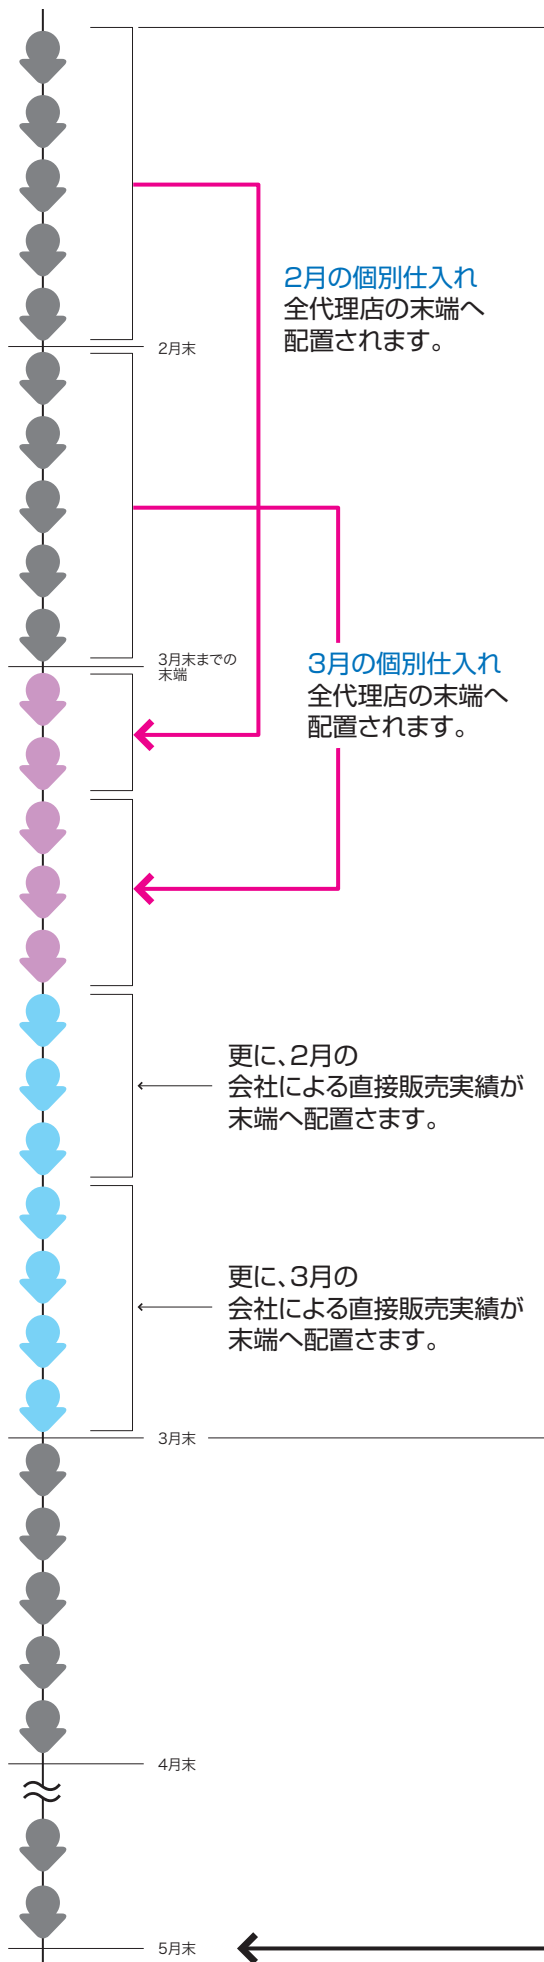 2月の個別仕入れ
全代理店の末端へ
配置されます。
2月末
3月末までの
末端
3月の個別仕入れ
全代理店の末端へ
配置されます。
更に、2月の
会社による直接販売実績が
末端へ配置さます。
更に、3月の
会社による直接販売実績が
末端へ配置さます。
3月末
4月末
5月末